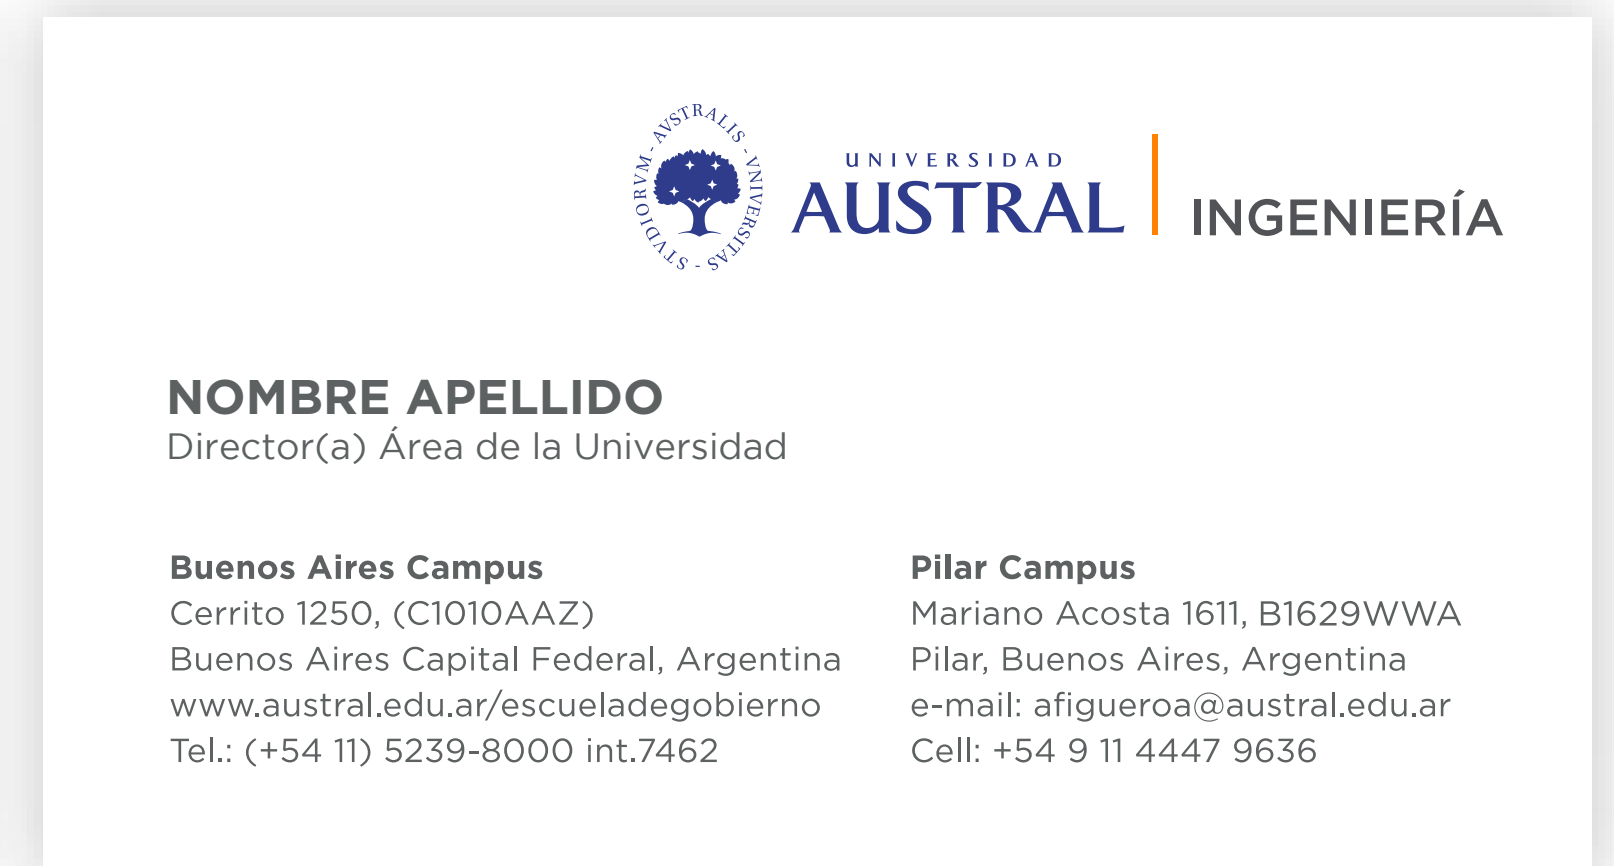 STVDIORVM - AVSTRALIS - VNIVERSITAS -
UNIVERSIDAD
AUSTRAL
INGENIERÍA
NOMBRE APELLIDO
Director(a) Área de la Universidad
Buenos Aires Campus
Cerrito 1250, (C1010AAZ)
Buenos Aires Capital Federal, Argentina
www.austral.edu.ar/escueladegobierno
Tel.: (+54 11) 5239-8000 int.7462
Pilar Campus
Mariano Acosta 1611, B1629WWA
Pilar, Buenos Aires, Argentina
e-mail: afigueroa@austral.edu.ar
Cell: +54 9 11 4447 9636